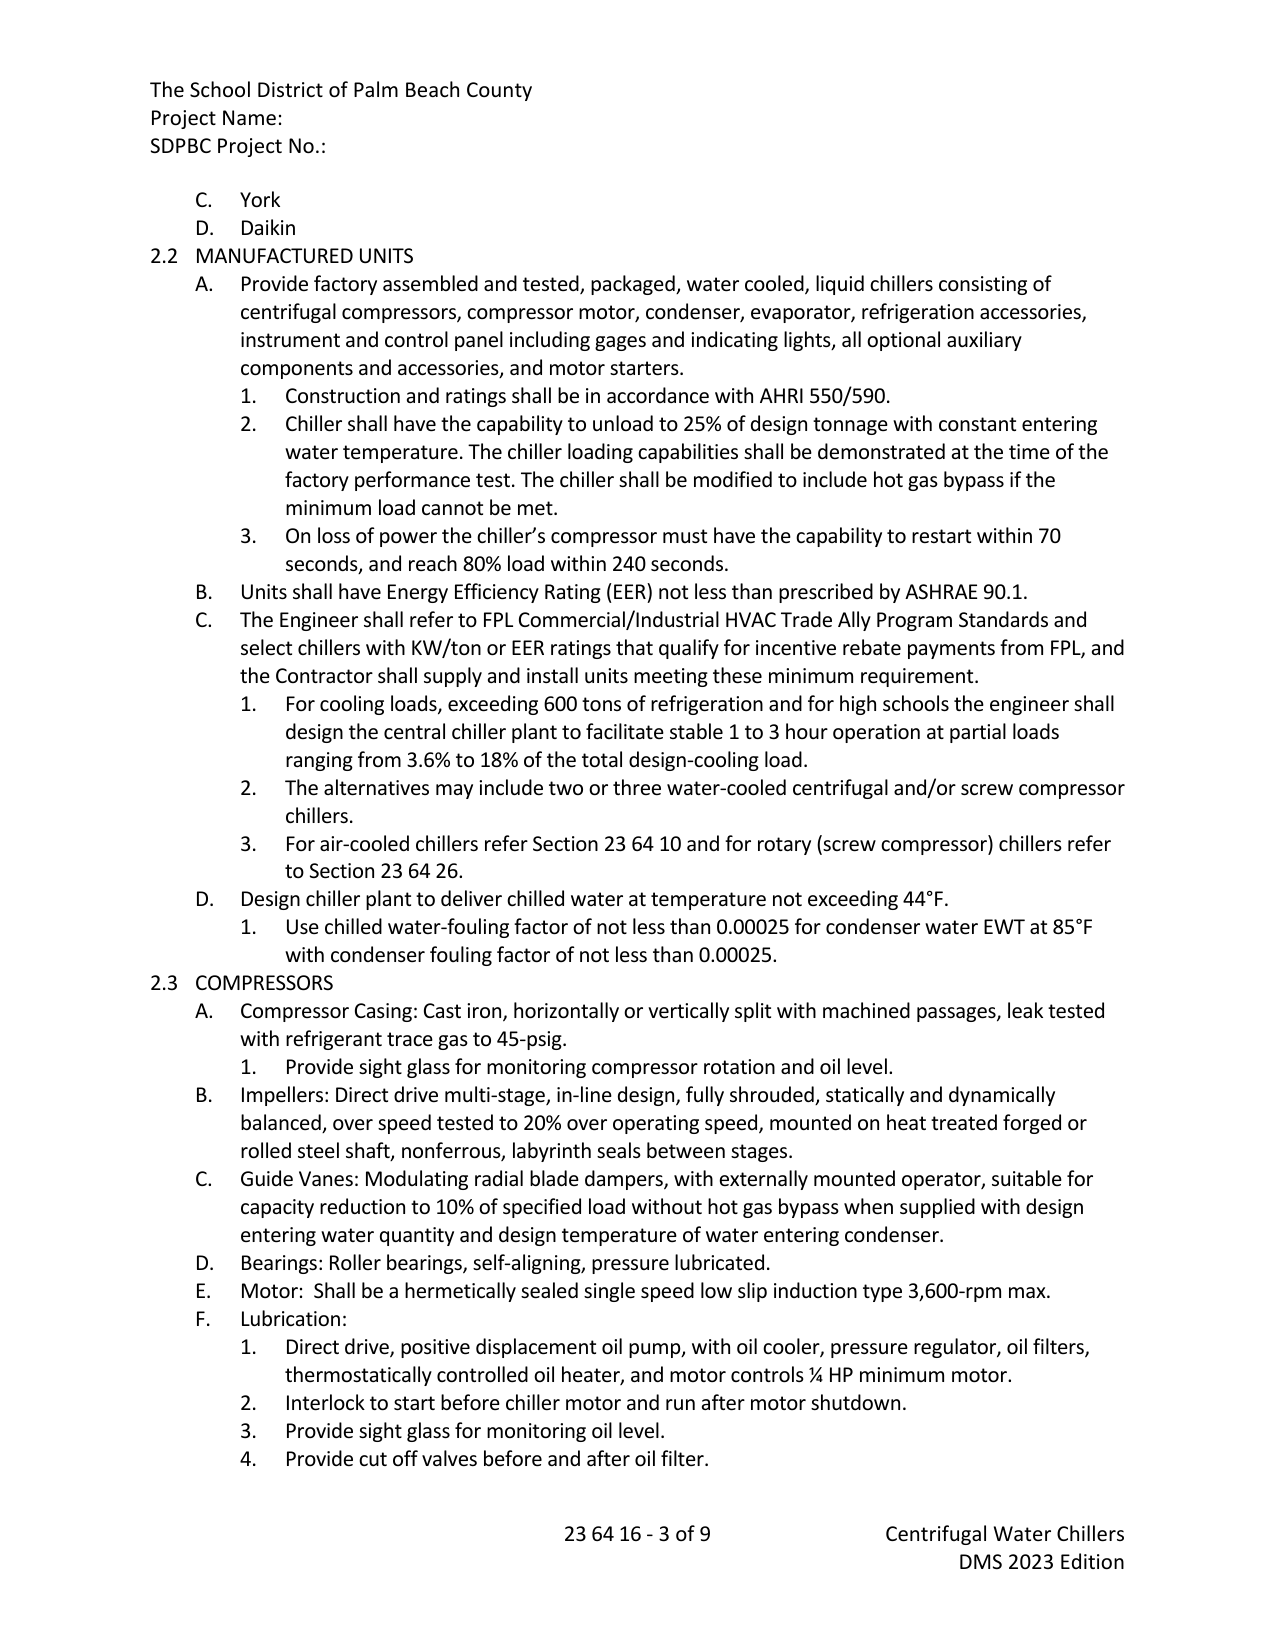 The School District of Palm Beach County
Project Name:
SDPBC Project No.:
C. York
D. Daikin
2.2 MANUFACTURED UNITS
A. Provide factory assembled and tested, packaged, water cooled, liquid chillers consisting of
centrifugal compressors, compressor motor, condenser, evaporator, refrigeration accessories,
instrument and control panel including gages and indicating lights, all optional auxiliary
components and accessories, and motor starters.
1. Construction and ratings shall be in accordance with AHRI 550/590.
2. Chiller shall have the capability to unload to 25% of design tonnage with constant entering
water temperature. The chiller loading capabilities shall be demonstrated at the time of the
factory performance test. The chiller shall be modified to include hot gas bypass if the
minimum load cannot be met.
3. On loss of power the chiller’s compressor must have the capability to restart within 70
seconds, and reach 80% load within 240 seconds.
B. Units shall have Energy Efficiency Rating (EER) not less than prescribed by ASHRAE 90.1.
C. The Engineer shall refer to FPL Commercial/Industrial HVAC Trade Ally Program Standards and
select chillers with KW/ton or EER ratings that qualify for incentive rebate payments from FPL, and
the Contractor shall supply and install units meeting these minimum requirement.
1. For cooling loads, exceeding 600 tons of refrigeration and for high schools the engineer shall
design the central chiller plant to facilitate stable 1 to 3 hour operation at partial loads
ranging from 3.6% to 18% of the total design-cooling load.
2. The alternatives may include two or three water-cooled centrifugal and/or screw compressor
chillers.
3. For air-cooled chillers refer Section 23 64 10 and for rotary (screw compressor) chillers refer
to Section 23 64 26.
D. Design chiller plant to deliver chilled water at temperature not exceeding 44°F.
1. Use chilled water-fouling factor of not less than 0.00025 for condenser water EWT at 85°F
with condenser fouling factor of not less than 0.00025.
2.3 COMPRESSORS
A. Compressor Casing: Cast iron, horizontally or vertically split with machined passages, leak tested
with refrigerant trace gas to 45-psig.
1. Provide sight glass for monitoring compressor rotation and oil level.
B. Impellers: Direct drive multi-stage, in-line design, fully shrouded, statically and dynamically
balanced, over speed tested to 20% over operating speed, mounted on heat treated forged or
rolled steel shaft, nonferrous, labyrinth seals between stages.
C. Guide Vanes: Modulating radial blade dampers, with externally mounted operator, suitable for
capacity reduction to 10% of specified load without hot gas bypass when supplied with design
entering water quantity and design temperature of water entering condenser.
D. Bearings: Roller bearings, self-aligning, pressure lubricated.
E. Motor: Shall be a hermetically sealed single speed low slip induction type 3,600-rpm max.
F. Lubrication:
1. Direct drive, positive displacement oil pump, with oil cooler, pressure regulator, oil filters,
thermostatically controlled oil heater, and motor controls ¼ HP minimum motor.
2. Interlock to start before chiller motor and run after motor shutdown.
3. Provide sight glass for monitoring oil level.
4. Provide cut off valves before and after oil filter.
23 64 16 - 3 of 9 Centrifugal Water Chillers
DMS 2023 Edition